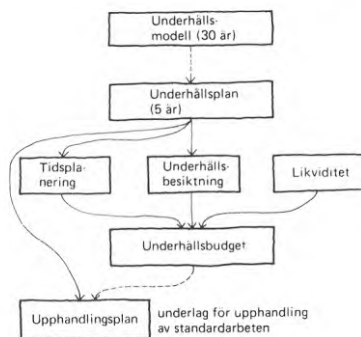 Underhålls-
modell (30 år)
Underhållsplan
(5 år)
Tidspla-
nering
Underhålls-
besiktning
Likviditet
Underhållsbudget
Upphandlingsplan
underlag för upphandling
av standardarbeten